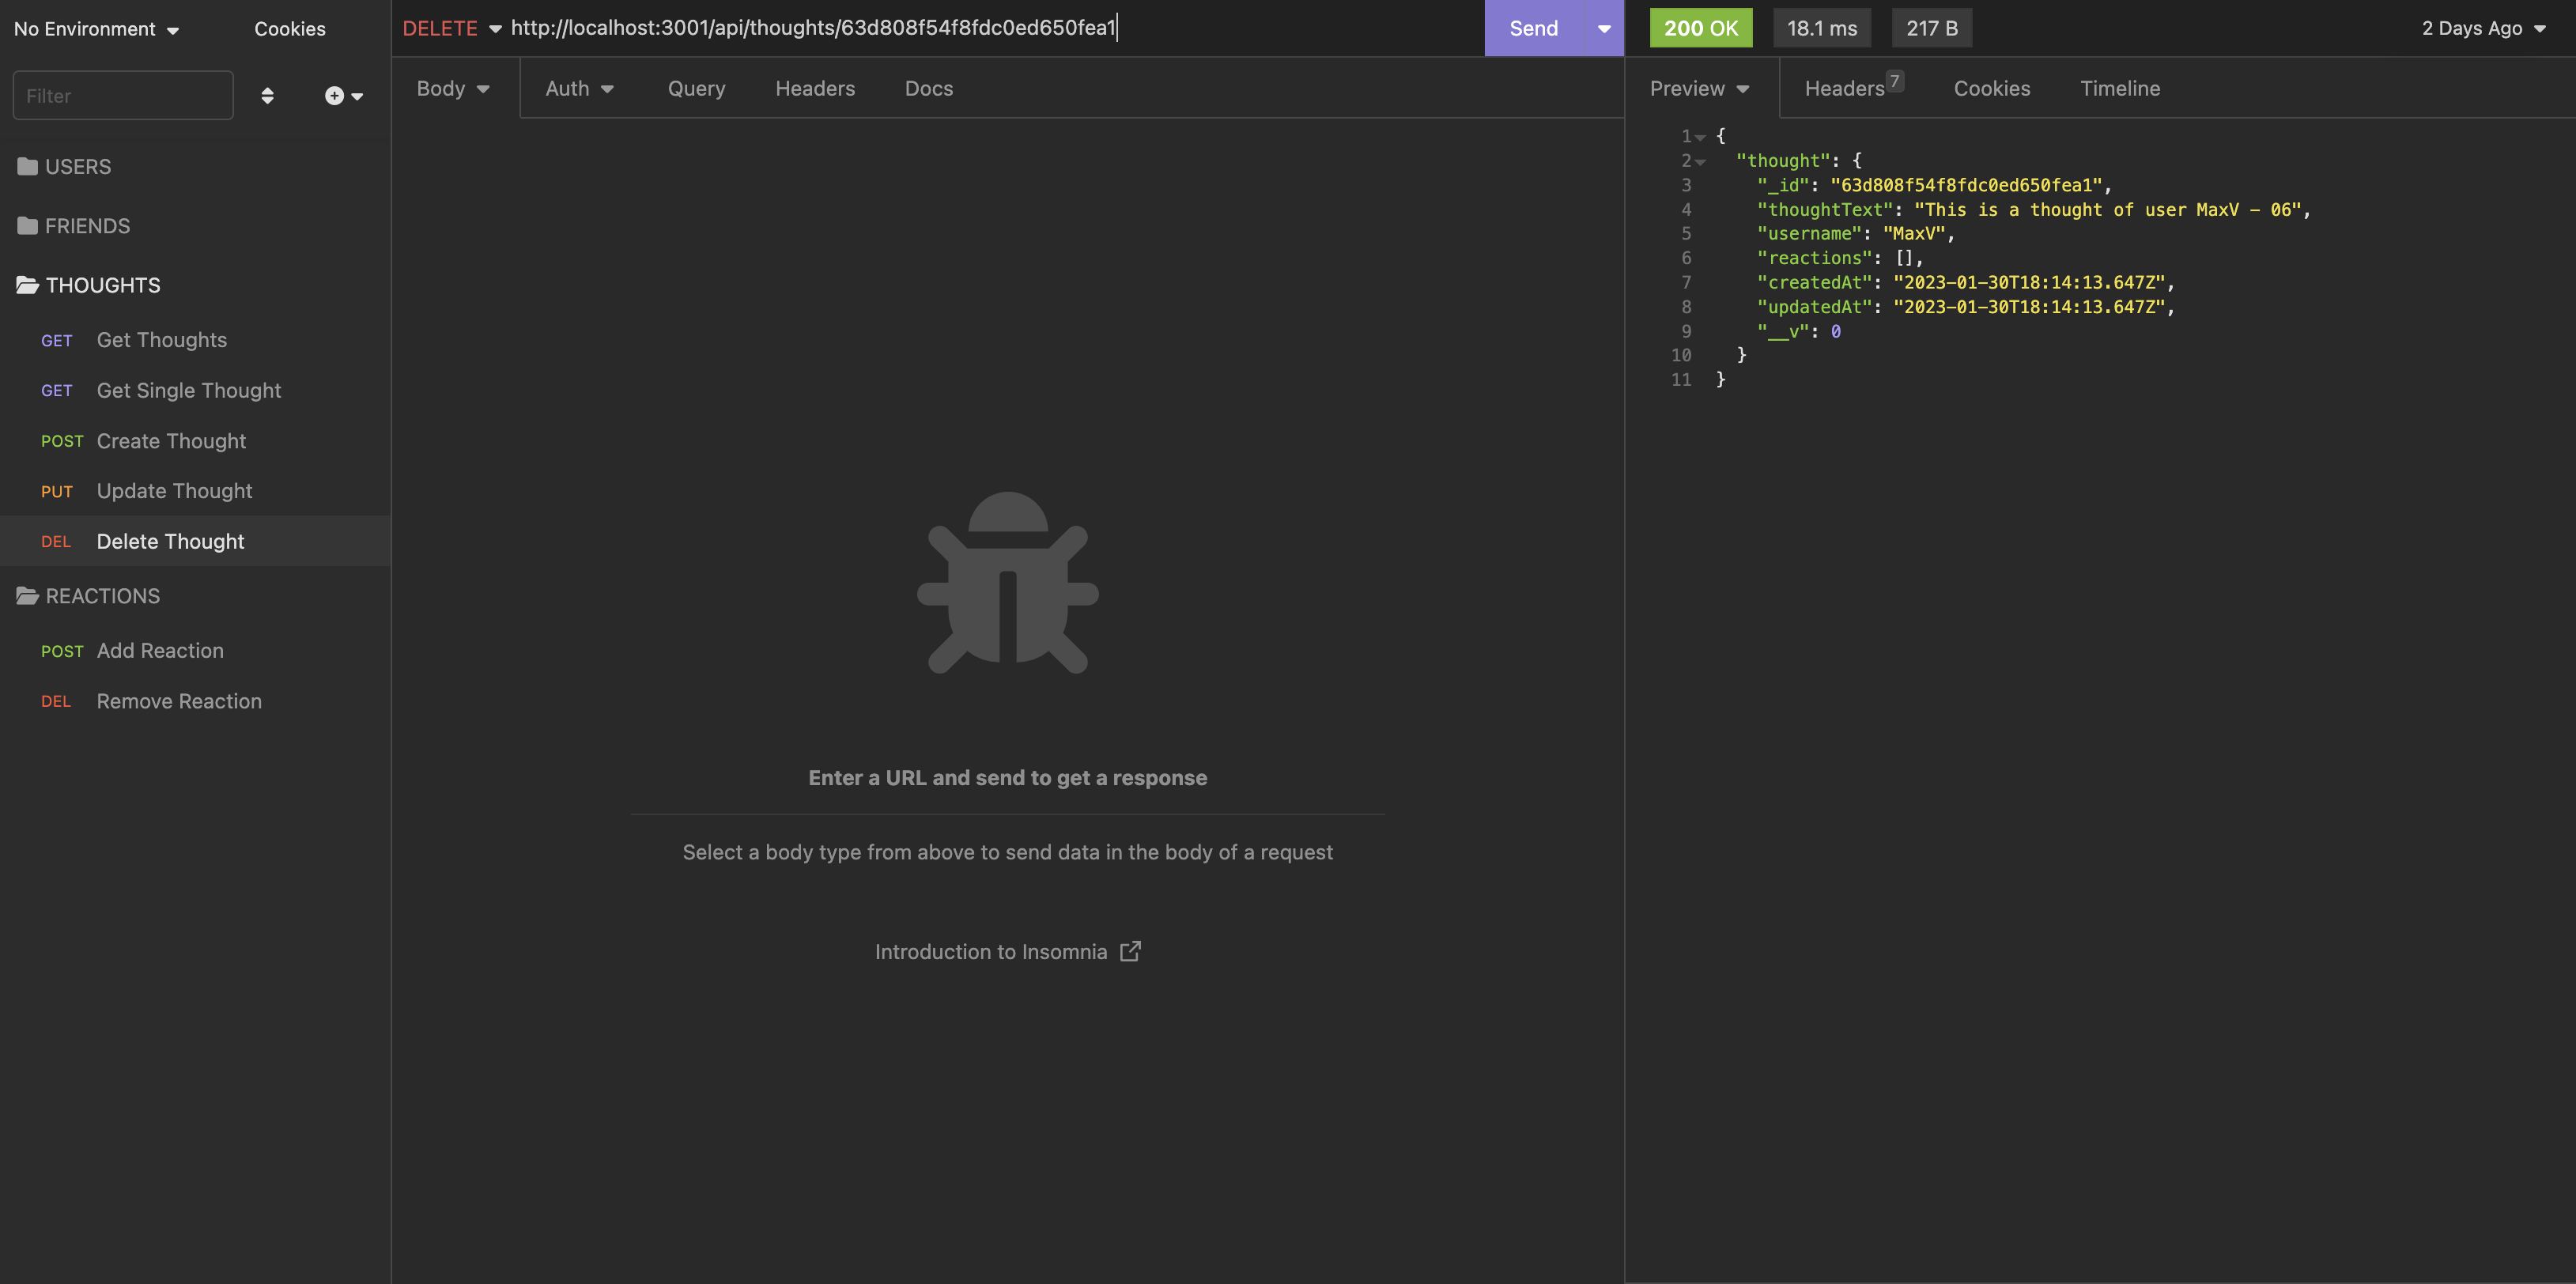 No Environment
Cookies
Filter
USERS
FRIENDS
THOUGHTS
GET Get Thoughts
GET Get Single Thought
POST Create Thought
PUT Update Thought
DEL Delete Thought
REACTIONS
POST Add Reaction
DEL Remove Reaction
DELETE http://localhost:3001/api/thoughts/63d808f54f8fdc0ed650fea1
Send
Body Auth Query Headers Docs
Enter a URL and send to get a response
Select a body type from above to send data in the body of a request
Introduction to Insomnia
200 OK 18.1 ms 217 B 2 Days Ago
Preview Headers 7 Cookies Timeline
1 {
2 "thought": {
3 "_id": "63d808f54f8fdc0ed650fea1",
4 "thoughtText": "This is a thought of user MaxV - 06",
5 "username": "MaxV",
6 "reactions": [],
7 "createdAt": "2023-01-30T18:14:13.647Z",
8 "updatedAt": "2023-01-30T18:14:13.647Z",
9 "__v": 0
10 }
11 }